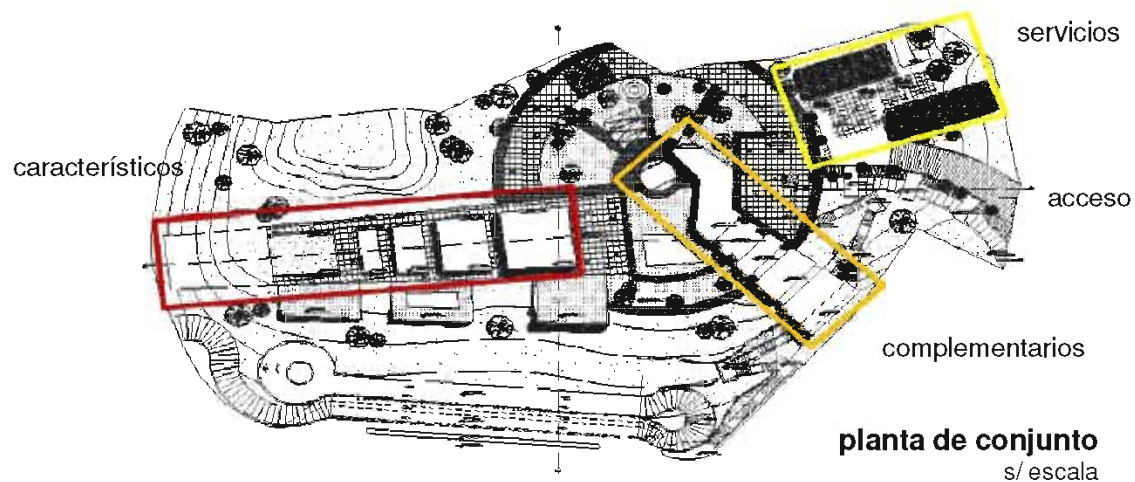 servicios
característicos
acceso
complementarios
planta de conjunto
s/ escala